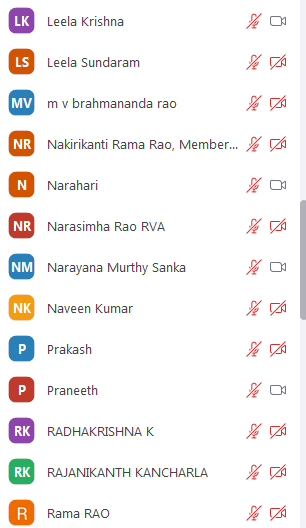 LK Leela Krishna
LS Leela Sundaram
MV m v brahmananda rao
NR Nakirikanti Rama Rao, Member...
N Narahari
NR Narasimha Rao RVA
NM Narayana Murthy Sanka
NK Naveen Kumar
P Prakash
P Praneeth
RK RADHAKRISHNA K
RK RAJANIKANTH KANCHARLA
R Rama RAO